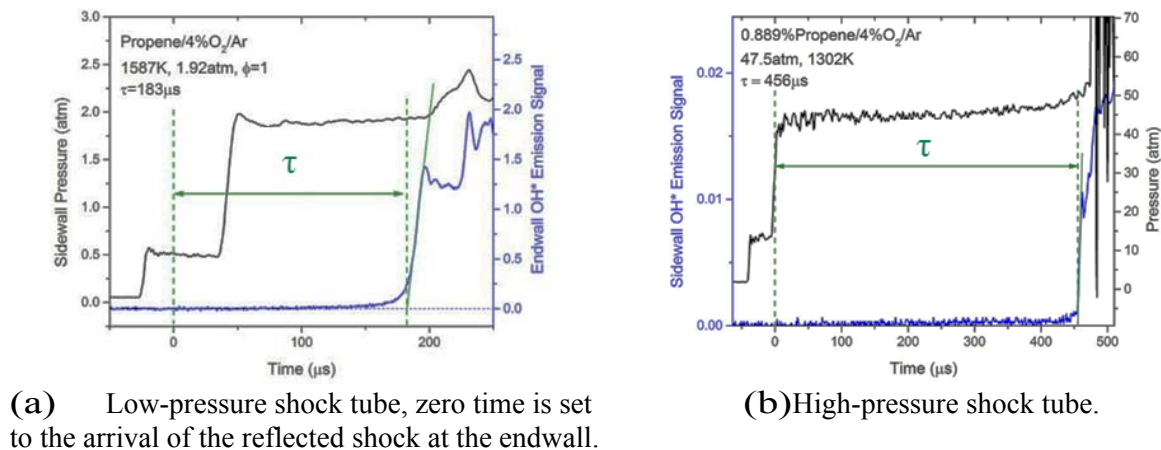 Propene/4%O₂/Ar
1587K, 1.92atm, ϕ=1
τ=183μs
τ
Sidewall Pressure (atm)
3.0
2.5
2.0
1.5
1.0
0.5
0.0
Endwall OH* Emission Signal
5.0
2.5
2.0
1.5
1.0
0.5
0.0
0
100
200
Time (μs)
(a) Low-pressure shock tube, zero time is set
to the arrival of the reflected shock at the endwall.
0.889%Propene/4%O₂/Ar
47.5atm, 1302K
τ = 456μs
τ
Sidewall OH* Emission Signal
0.02
0.01
0.00
Pressure (atm)
70
60
50
40
30
20
10
0
0
100
200
300
400
500
Time (μs)
(b)High-pressure shock tube.